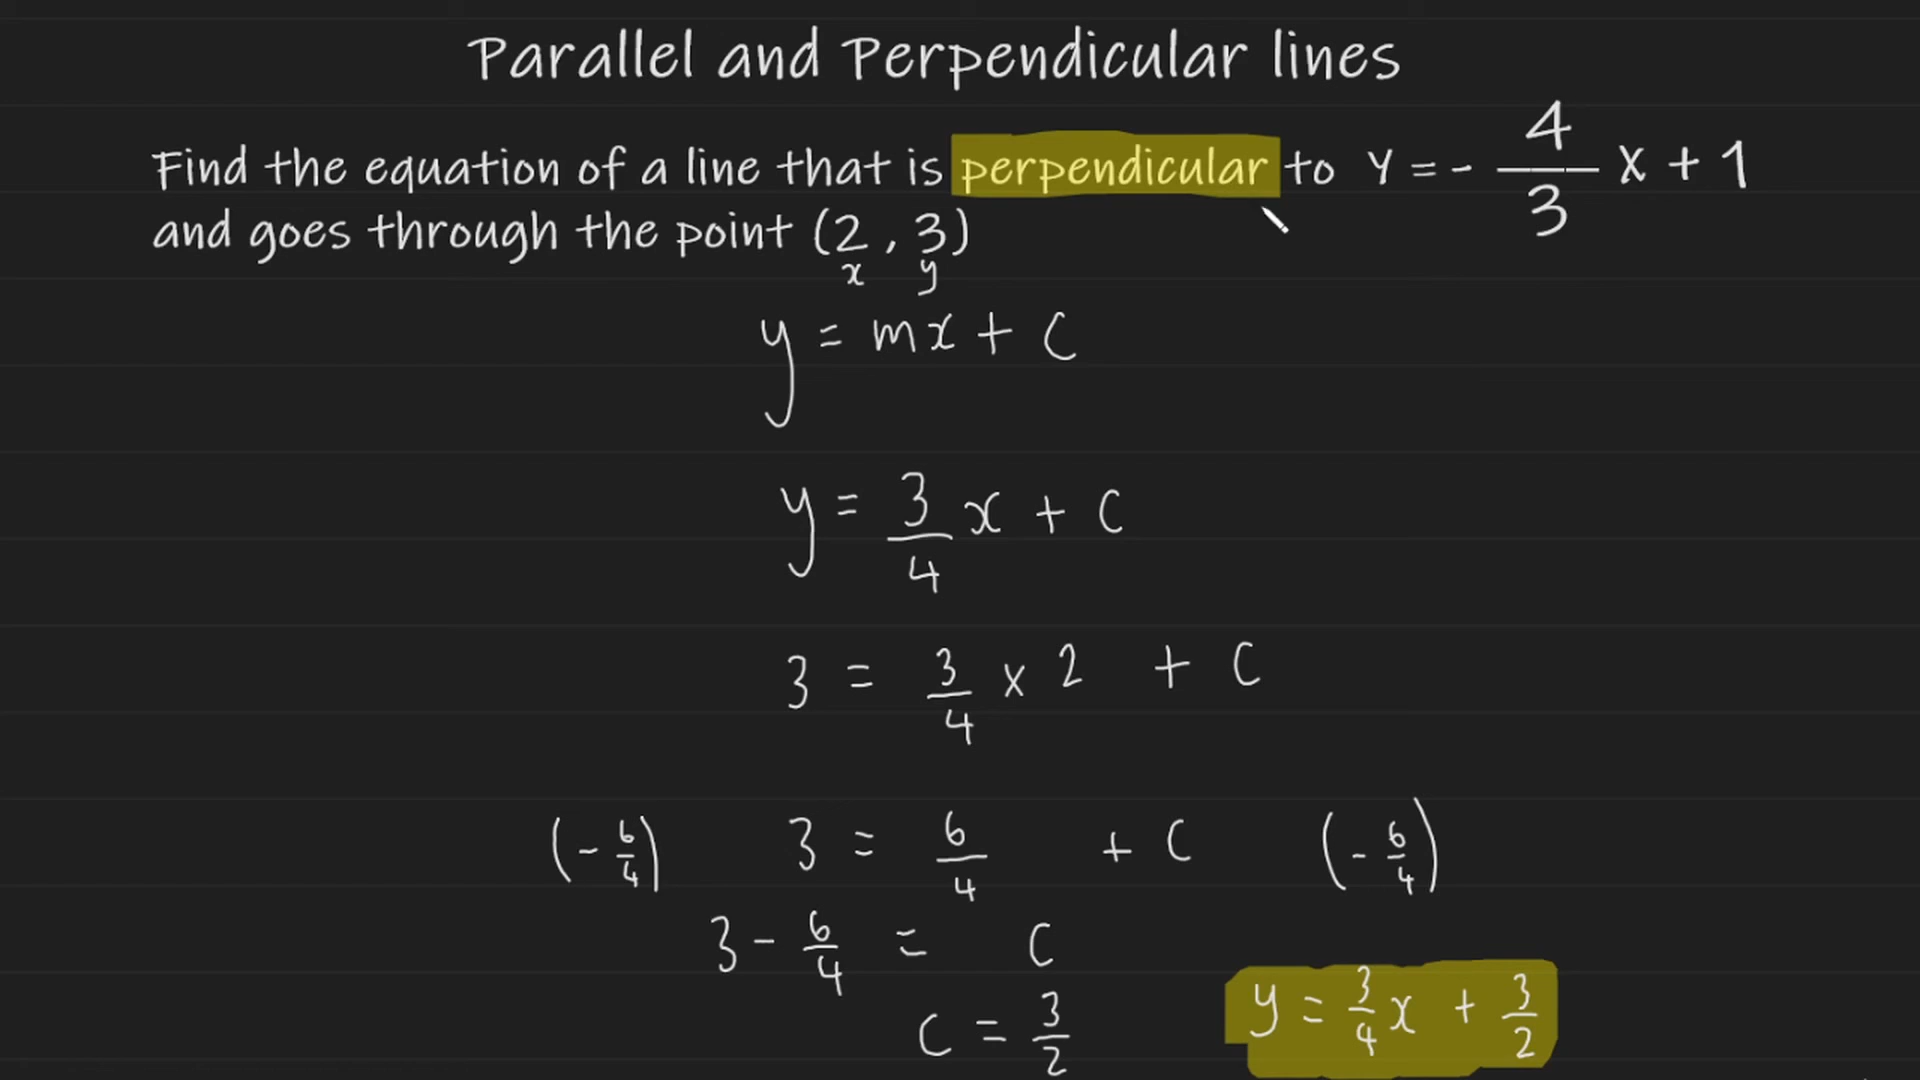 Parallel and Perpendicular lines
Find the equation of a line that is perpendicular to Y = - 4/3 X + 1
and goes through the point (2 , 3)
x y
y = mx + C
y = 3/4 x + C
3 = 3/4 x 2 + C
(- 6/4) 3 = 6/4 + C (- 6/4)
3 - 6/4 = C
C = 3/2 y = 3/4 x + 3/2